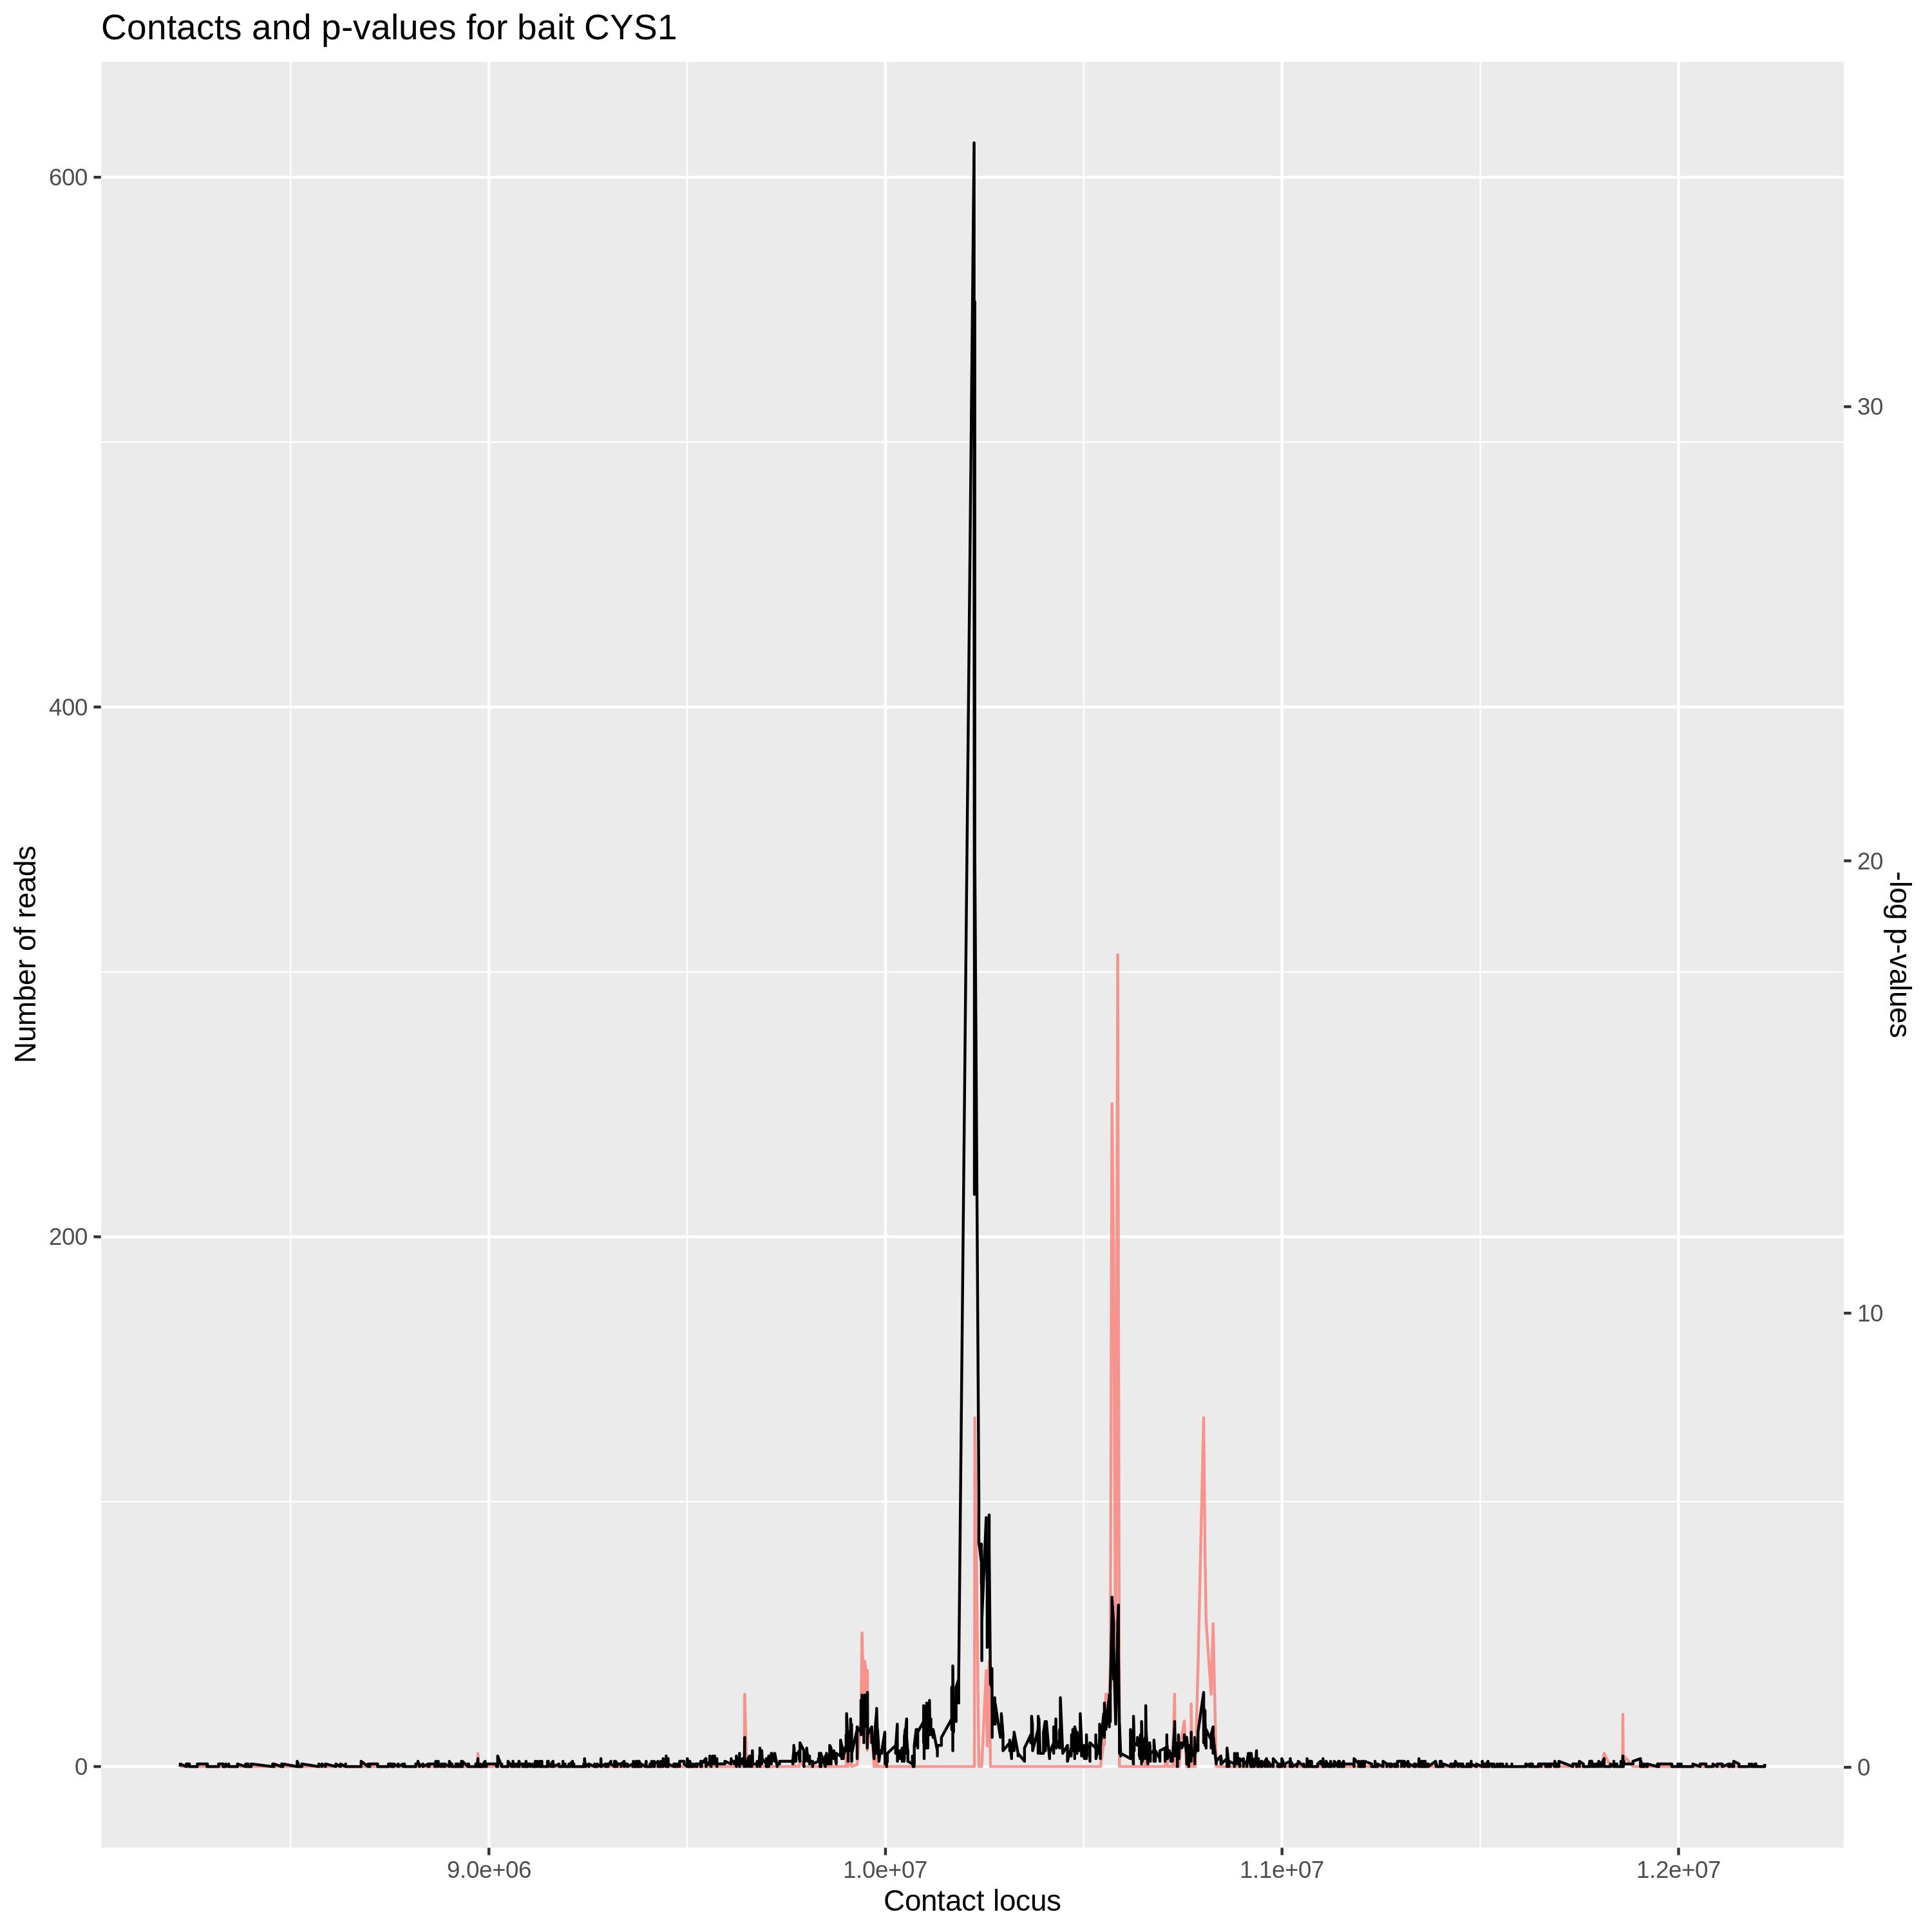 Contacts and p-values for bait CYS1
600
400
200
0
Number of reads
30
20
10
0
-log p-values
9.0e+06
1.0e+07
1.1e+07
1.2e+07
Contact locus